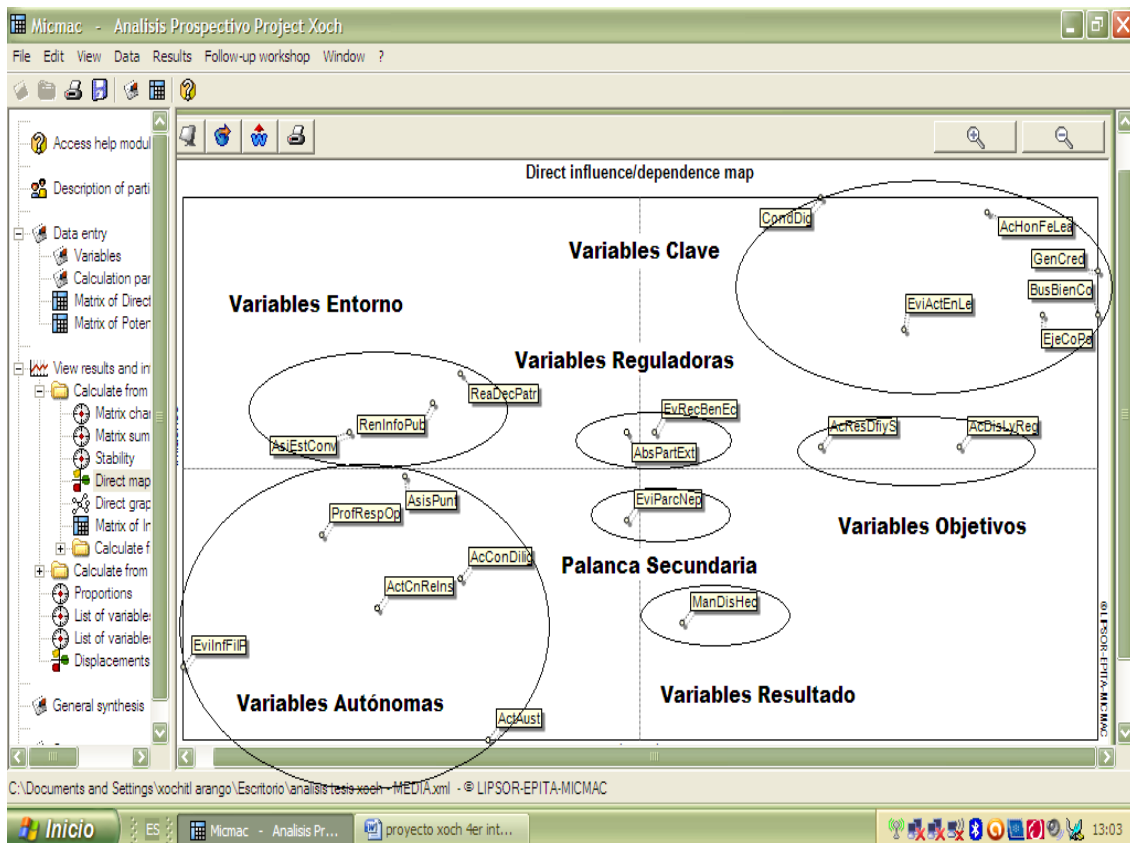 Micmac - Analisis Prospectivo Project Xoch
File Edit View Data Results Follow-up workshop Window ?
Access help modul
Description of parti
Data entry
Variables
Calculation par
Matrix of Direct
Matrix of Poter
View results and in
Calculate from
Matrix char
Matrix sum
Stability
Direct map
Direct grap
Matrix of Ir
Calculate f
Calculate from
Proportions
List of variable
List of variable
Displacements
General synthesis
Direct influence/dependence map
CondDig
AcHonFeLea
Variables Clave
GenCred
BusBienCo
Variables Entorno
EviActEnLe
EjeCoPo
Variables Reguladoras
ReaDecPatr
EvRecBenEc
RenInfoPub
AcResDfiyS
AcDisLyReg
AsiEstConv
AbsPartExt
AsisPunt
EviParcNep
ProfRespOp
Variables Objetivos
AcConDilig
Palanca Secundaria
ActCnReIns
ManDisHec
EviInfFilP
Variables Autónomas
Variables Resultado
ActAust
© LIPSOR-EPITA-MICMAC
C:\Documents and Settings\xochitl arango\Escritorio\analisis tesis xoch - MEDIA.xml - © LIPSOR-EPITA-MICMAC
Inicio
ES
Micmac - Analisis Pr...
proyecto xoch 4er int...
13:03